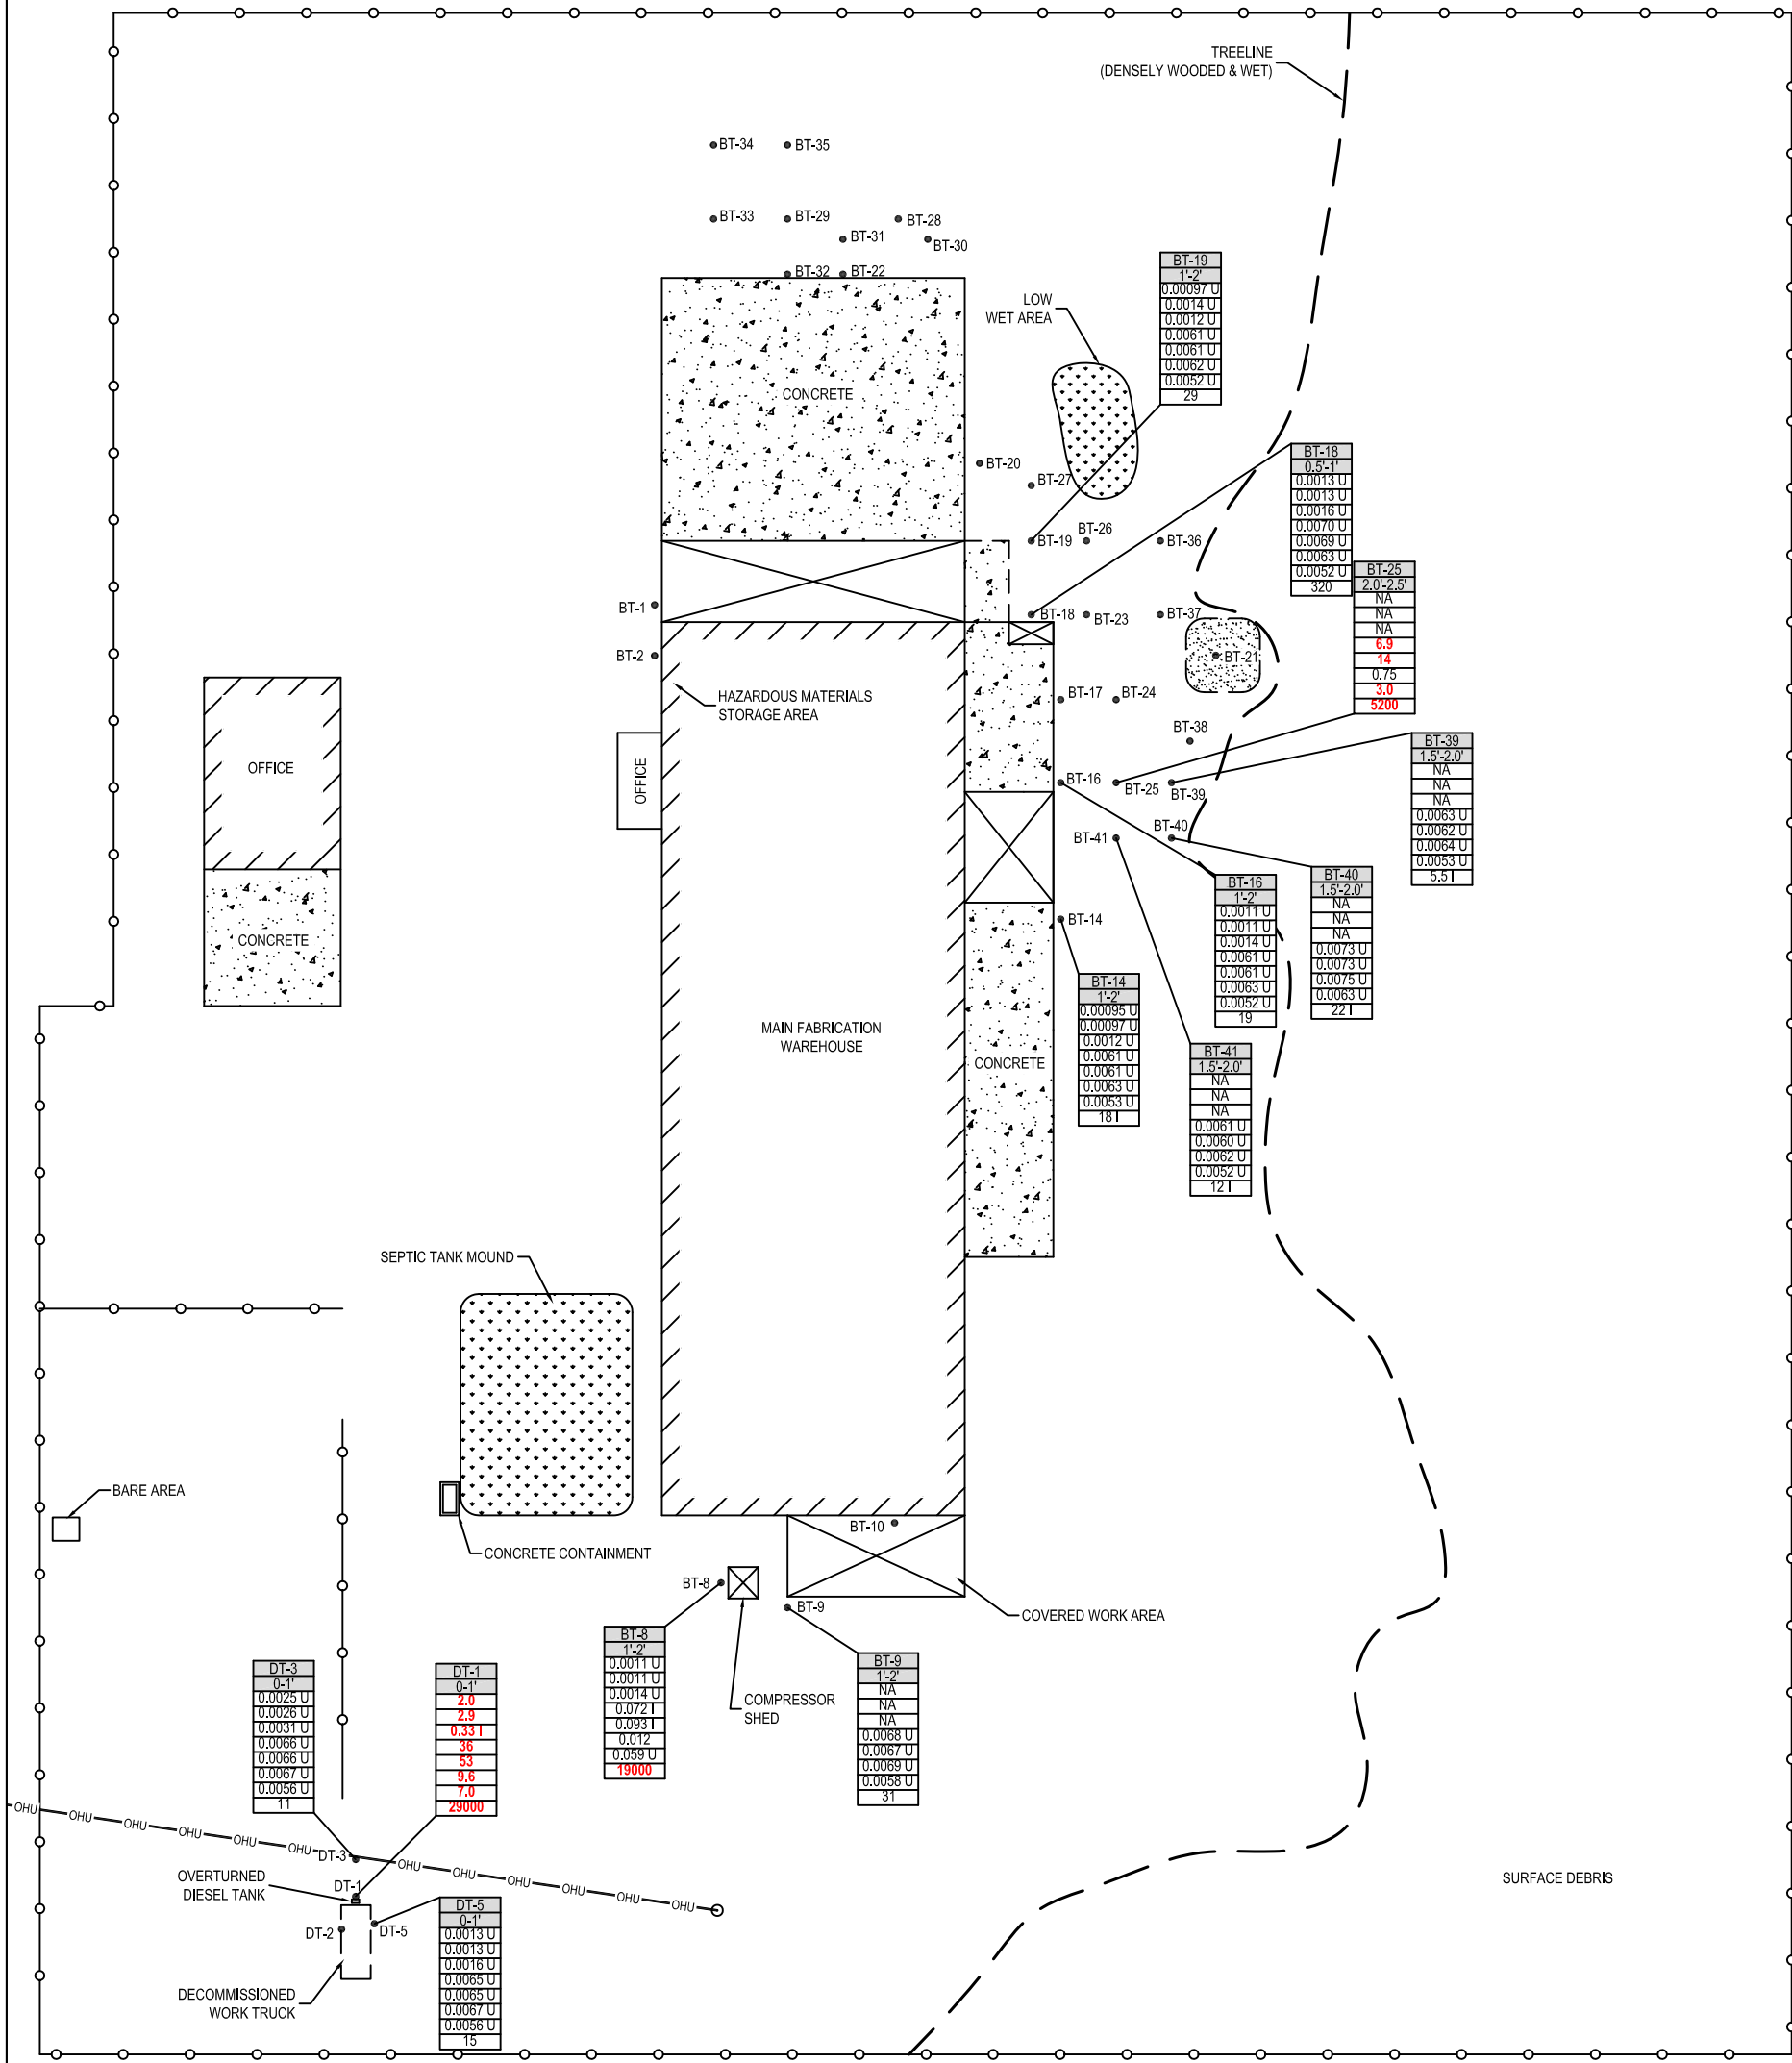 TREELINE
(DENSELY WOODED & WET)
BT-34
BT-35
BT-33
BT-29
BT-28
BT-31
BT-30
BT-32
BT-22
BT-19
1'-2'
0.00097 U
0.0014 U
0.0012 U
0.0061 U
0.0061 U
0.0062 U
0.0052 U
29
LOW
WET AREA
CONCRETE
BT-20
BT-27
BT-26
BT-19
BT-36
BT-18
0.5'-1'
0.0013 U
0.0013 U
0.0016 U
0.0070 U
0.0069 U
0.0063 U
0.0052 U
320
BT-25
2.0'-2.5'
NA
NA
NA
6.9
14
0.75
3.0
5200
BT-1
BT-18
BT-23
BT-37
BT-2
BT-21
HAZARDOUS MATERIALS
STORAGE AREA
BT-17
BT-24
BT-38
OFFICE
OFFICE
BT-16
BT-25
BT-39
BT-39
1.5'-2.0'
NA
NA
NA
0.0063 U
0.0062 U
0.0064 U
0.0053 U
5.5 I
BT-41
BT-40
BT-16
1'-2'
0.0011 U
0.0011 U
0.0014 U
0.0061 U
0.0061 U
0.0063 U
0.0052 U
19
BT-40
1.5'-2.0'
NA
NA
NA
0.0073 U
0.0073 U
0.0075 U
0.0063 U
22 I
BT-14
CONCRETE
BT-14
1'-2'
0.00095 U
0.00097 U
0.0012 U
0.0061 U
0.0061 U
0.0063 U
0.0053 U
18 I
MAIN FABRICATION
WAREHOUSE
CONCRETE
BT-41
1.5'-2.0'
NA
NA
NA
0.0061 U
0.0060 U
0.0062 U
0.0052 U
12 I
SEPTIC TANK MOUND
BARE AREA
CONCRETE CONTAINMENT
BT-10
BT-8
BT-9
COVERED WORK AREA
BT-8
1'-2'
0.0011 U
0.0011 U
0.0014 U
0.072 I
0.093 I
0.012
0.059 U
19000
COMPRESSOR
SHED
BT-9
1'-2'
NA
NA
NA
0.0068 U
0.0067 U
0.0069 U
0.0058 U
31
DT-3
0-1'
0.0025 U
0.0026 U
0.0031 U
0.0066 U
0.0066 U
0.0067 U
0.0056 U
11
DT-1
0-1'
2.0
2.9
0.33 I
36
53
9.6
7.0
29000
OHU
OHU
OHU
OHU
OHU
OHU
OHU
OHU
OHU
OHU
OHU
OHU
OHU
DT-3
OVERTURNED
DIESEL TANK
DT-1
DT-2
DT-5
DECOMMISSIONED
WORK TRUCK
DT-5
0-1'
0.0013 U
0.0013 U
0.0016 U
0.0065 U
0.0065 U
0.0067 U
0.0056 U
15
SURFACE DEBRIS